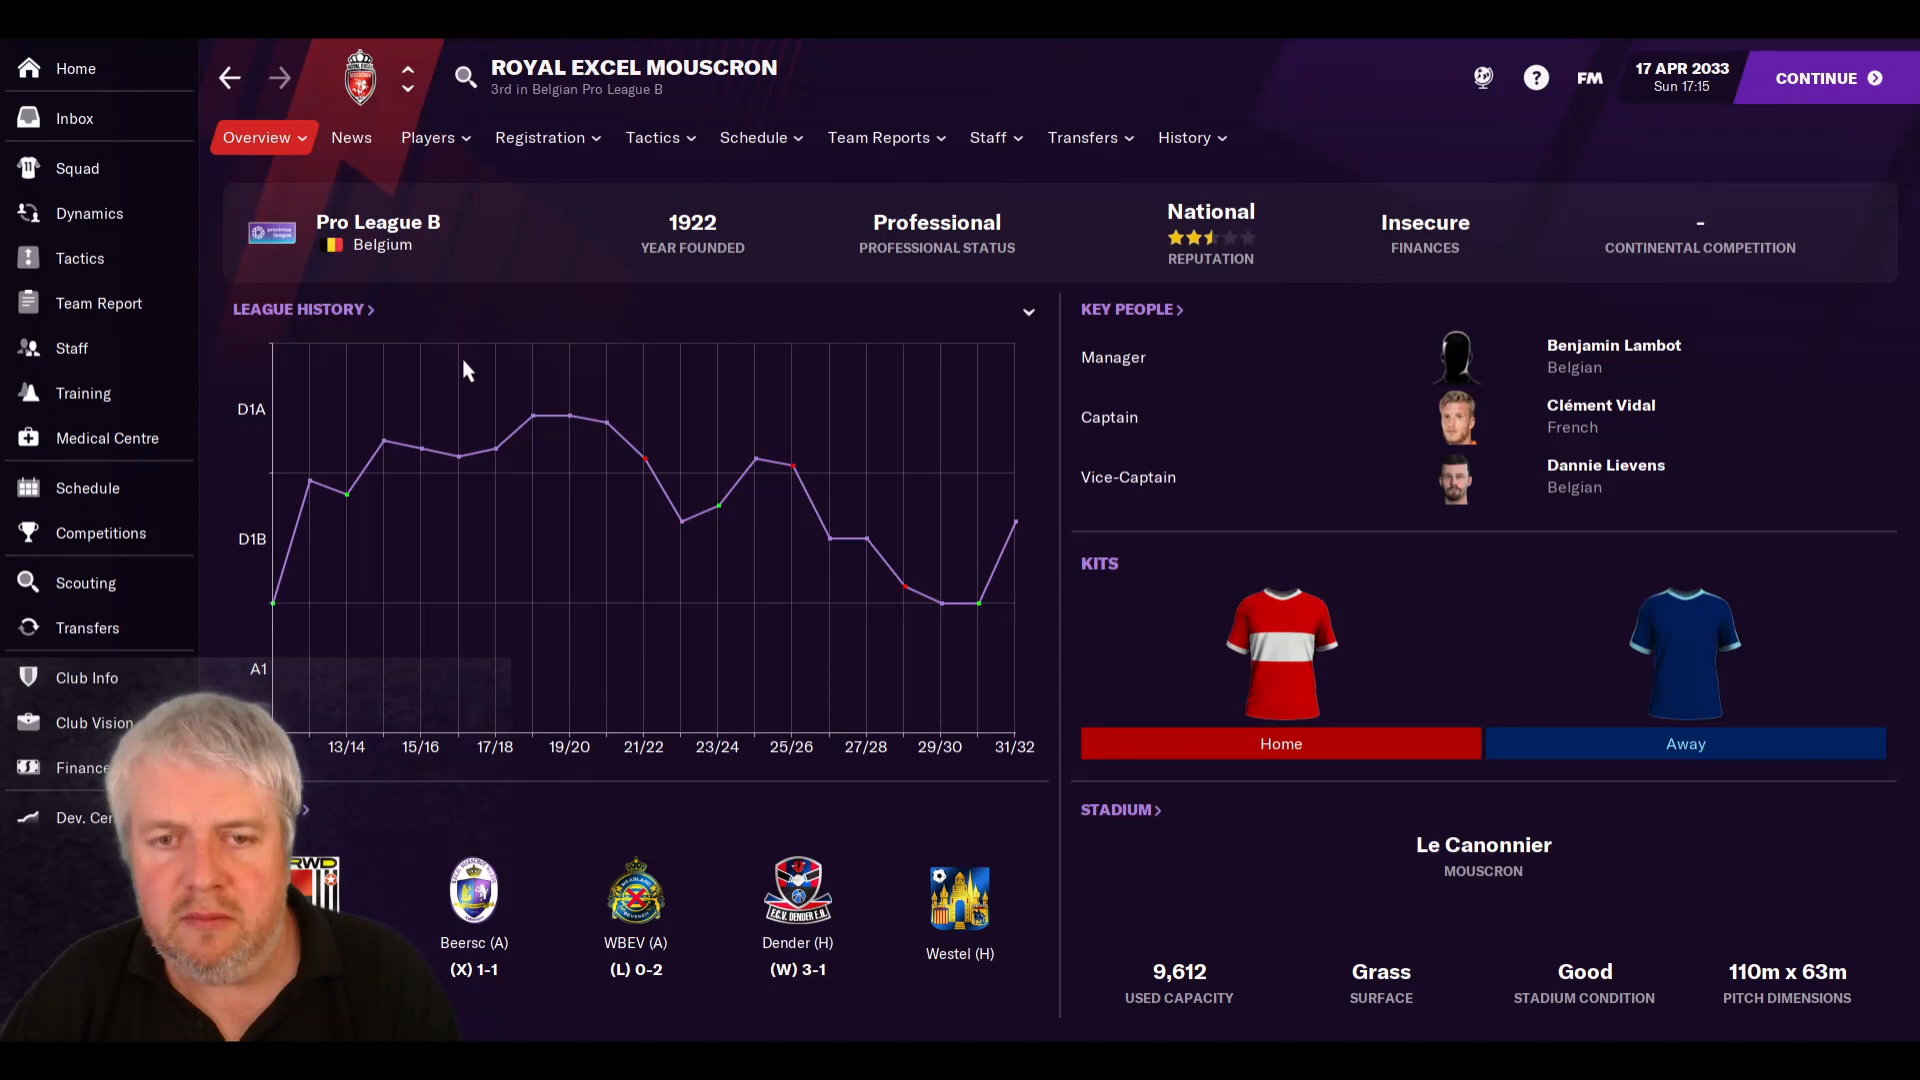 Home
Inbox
Squad
Dynamics
Tactics
Team Report
Staff
Training
Medical Centre
Schedule
Competitions
Scouting
Transfers
Club Info
Club Vision
Finance
Dev. Cen
ROYAL EXCEL MOUSCRON
3rd in Belgian Pro League B
FM
17 APR 2033
Sun 17:15
CONTINUE
Overview News Players Registration Tactics Schedule Team Reports Staff Transfers History
Pro League B
Belgium
1922
YEAR FOUNDED
Professional
PROFESSIONAL STATUS
National
REPUTATION
Insecure
FINANCES
-
CONTINENTAL COMPETITION
LEAGUE HISTORY
D1A
D1B
A1
13/14 15/16 17/18 19/20 21/22 23/24 25/26 27/28 29/30 31/32
KEY PEOPLE
Manager
Benjamin Lambot
Belgian
Captain
Clément Vidal
French
Vice-Captain
Dannie Lievens
Belgian
KITS
Home
Away
RWD
Beersc (A)
(X) 1-1
WBEV (A)
(L) 0-2
F.C.V. DENDER E.H.
Dender (H)
(W) 3-1
Westel (H)
STADIUM
Le Canonnier
MOUSCRON
9,612
USED CAPACITY
Grass
SURFACE
Good
STADIUM CONDITION
110m x 63m
PITCH DIMENSIONS